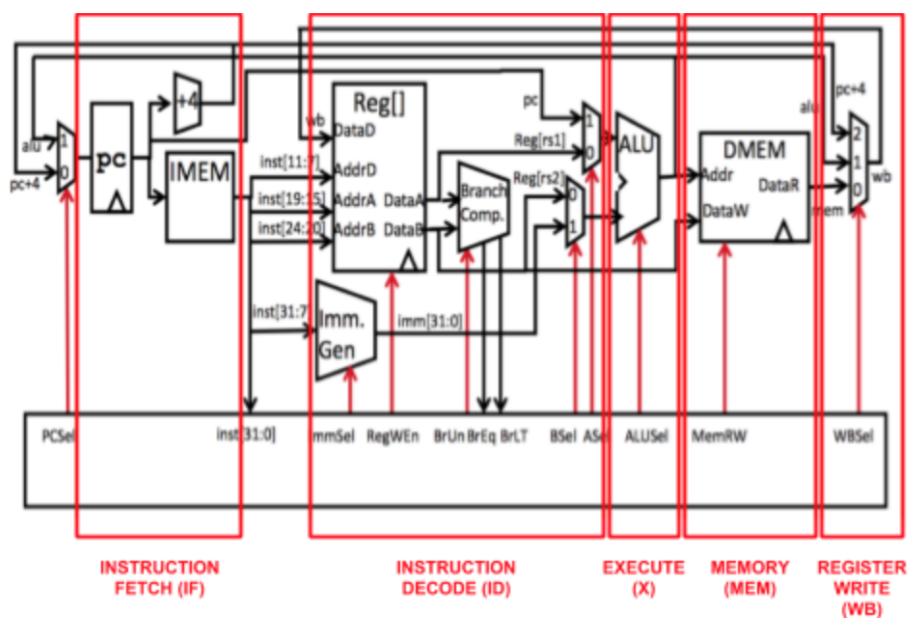 wb
pc+4
alu
1
0
pc+4
pc
+4
IMEM
Reg[]
DataD
AddrD
AddrA
AddrB
DataA
DataB
inst[11:7]
inst[19:15]
inst[24:20]
inst[31:7]
Imm.
Gen
imm[31:0]
Branch
Comp.
pc
Reg[rs1]
Reg[rs2]
1
0
0
1
ALU
DMEM
Addr
DataR
DataW
mem
alu
pc+4
2
1
0
wb
PCSel
inst[31:0]
mmSel
RegWEn
BrUn
BrEq
BrLT
BSel
ASel
ALUSel
MemRW
WBSel
INSTRUCTION
FETCH (IF)
INSTRUCTION
DECODE (ID)
EXECUTE
(X)
MEMORY
(MEM)
REGISTER
WRITE
(WB)